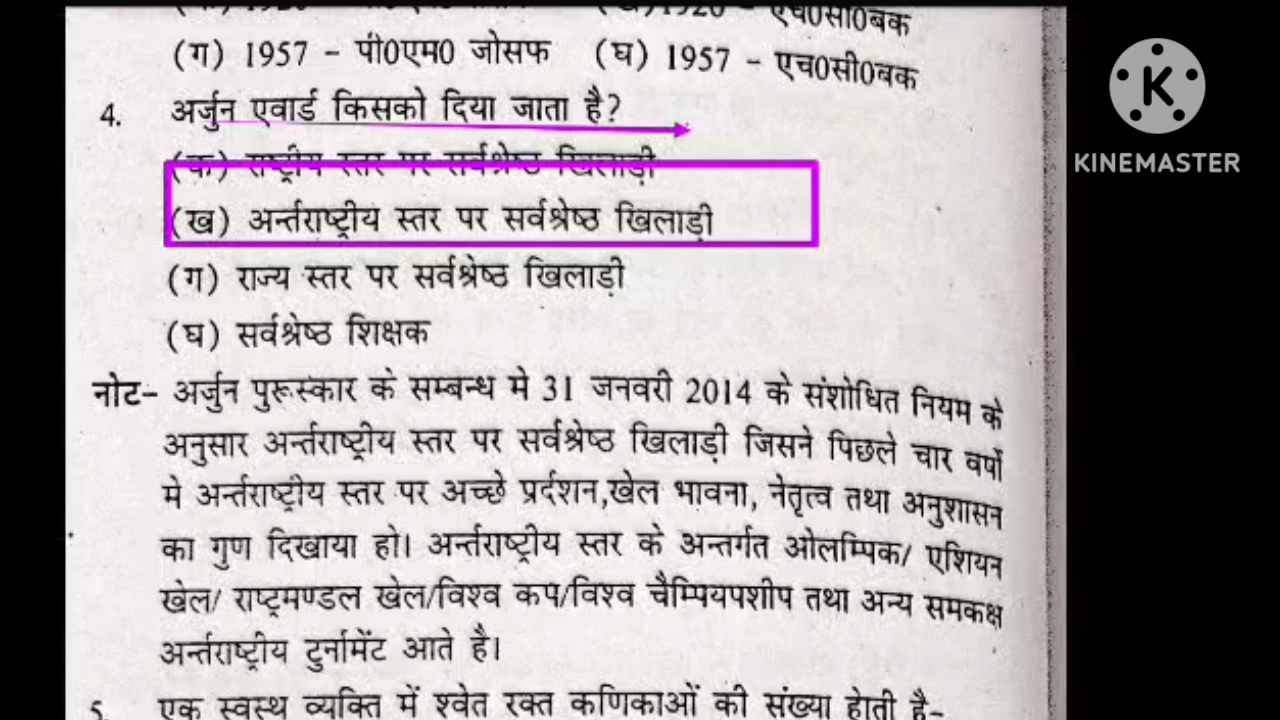 1920 - एच0सी0बक
(ग) 1957 - पी0एम0 जोसफ (घ) 1957 - एच0सी0बक
4. अर्जुन एवार्ड किसको दिया जाता है?
(क) राष्ट्रीय स्तर पर सर्वश्रेष्ठ खिलाड़ी
(ख) अर्न्तराष्ट्रीय स्तर पर सर्वश्रेष्ठ खिलाड़ी
(ग) राज्य स्तर पर सर्वश्रेष्ठ खिलाड़ी
(घ) सर्वश्रेष्ठ शिक्षक
नोट- अर्जुन पुरूस्कार के सम्बन्ध मे 31 जनवरी 2014 के संशोधित नियम के
अनुसार अर्न्तराष्ट्रीय स्तर पर सर्वश्रेष्ठ खिलाड़ी जिसने पिछले चार वर्षो
मे अर्न्तराष्ट्रीय स्तर पर अच्छे प्रर्दशन,खेल भावना, नेतृत्व तथा अनुशासन
का गुण दिखाया हो। अर्न्तराष्ट्रीय स्तर के अन्तर्गत ओलम्पिक/ एशियन
खेल/ राष्ट्रमण्डल खेल/विश्व कप/विश्व चैम्पियपशीप तथा अन्य समकक्ष
अर्न्तराष्ट्रीय टुर्नामेंट आते है।
5. एक स्वस्थ व्यक्ति में श्वेत रक्त कणिकाओं की संख्या होती है-
K
KINEMASTER